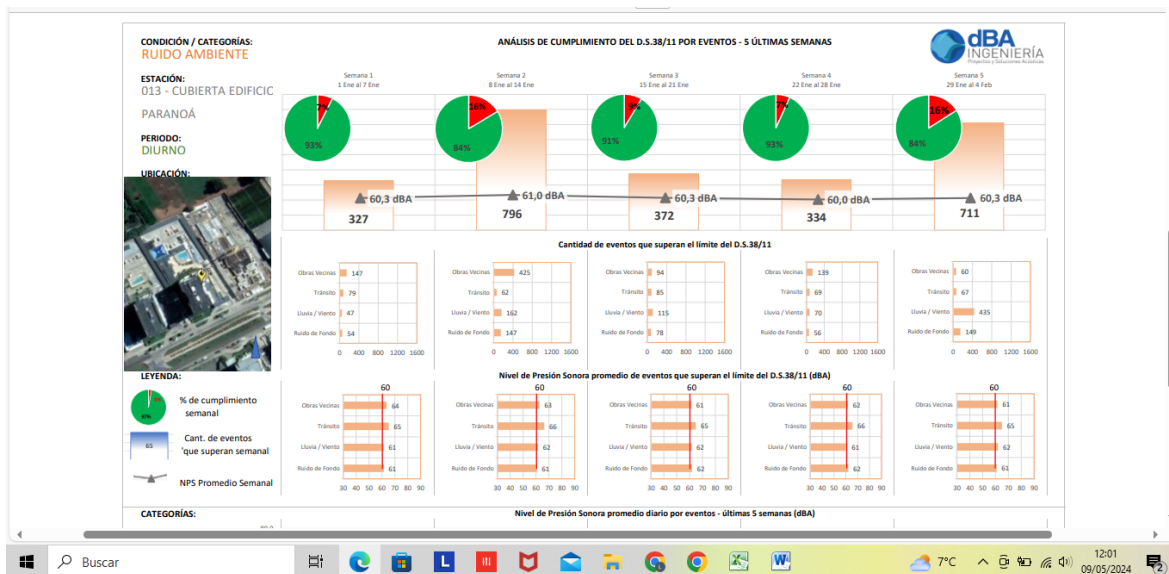 CONDICIÓN / CATEGORÍAS:
RUIDO AMBIENTE
ANÁLISIS DE CUMPLIMIENTO DEL D.S.38/11 POR EVENTOS - 5 ÚLTIMAS SEMANAS
dBA
INGENIERÍA
Proyectos y Soluciones Acústicas
ESTACIÓN:
013 - CUBIERTA EDIFICIC
PARANOÁ
PERIODO:
DIURNO
UBICACIÓN:
Semana 1
1 Ene al 7 Ene
Semana 2
8 Ene al 14 Ene
Semana 3
15 Ene al 21 Ene
Semana 4
22 Ene al 28 Ene
Semana 5
29 Ene al 4 Feb
7% 16% 9% 7% 16%
93% 84% 91% 93% 84%
60,3 dBA 61,0 dBA 60,3 dBA 60,0 dBA 60,3 dBA
327 796 372 334 711
Cantidad de eventos que superan el límite del D.S.38/11
Obras Vecinas 147 Obras Vecinas 425 Obras Vecinas 94 Obras Vecinas 139 Obras Vecinas 60
Tránsito 79 Tránsito 62 Tránsito 85 Tránsito 69 Tránsito 67
Lluvia / Viento 47 Lluvia / Viento 162 Lluvia / Viento 115 Lluvia / Viento 70 Lluvia / Viento 435
Ruido de Fondo 54 Ruido de Fondo 147 Ruido de Fondo 78 Ruido de Fondo 56 Ruido de Fondo 149
0 400 800 1200 1600 0 400 800 1200 1600 0 400 800 1200 1600 0 400 800 1200 1600 0 400 800 1200 1600
LEYENDA:
% de cumplimiento
semanal
97%
65
Cant. de eventos
que superan semanal
NPS Promedio Semanal
Nivel de Presión Sonora promedio de eventos que superan el límite del D.S.38/11 (dBA)
60 60 60 60 60
Obras Vecinas 64 Obras Vecinas 63 Obras Vecinas 61 Obras Vecinas 62 Obras Vecinas 61
Tránsito 65 Tránsito 66 Tránsito 65 Tránsito 66 Tránsito 65
Lluvia / Viento 61 Lluvia / Viento 62 Lluvia / Viento 62 Lluvia / Viento 61 Lluvia / Viento 62
Ruido de Fondo 61 Ruido de Fondo 61 Ruido de Fondo 62 Ruido de Fondo 62 Ruido de Fondo 61
30 40 50 60 70 80 90 30 40 50 60 70 80 90 30 40 50 60 70 80 90 30 40 50 60 70 80 90 30 40 50 60 70 80 90
CATEGORÍAS:
Nivel de Presión Sonora promedio diario por eventos - últimas 5 semanas (dBA)
Buscar
L
7°C
12:01
09/05/2024
2